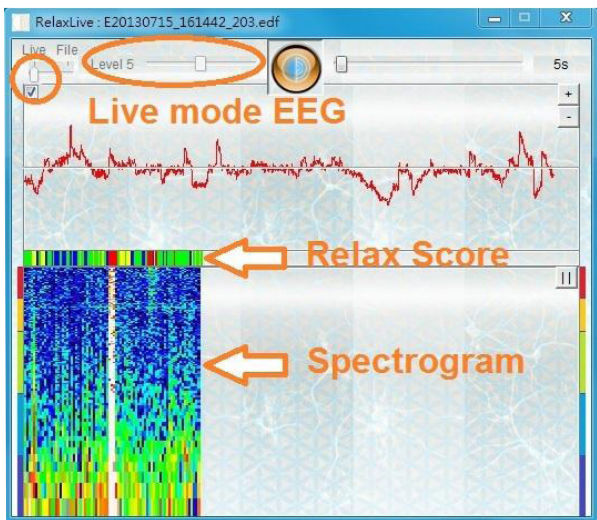 RelaxLive : E20130715_161442_203.edf
Live File
Level 5
5s
Live mode EEG
+
-
Relax Score
Spectrogram